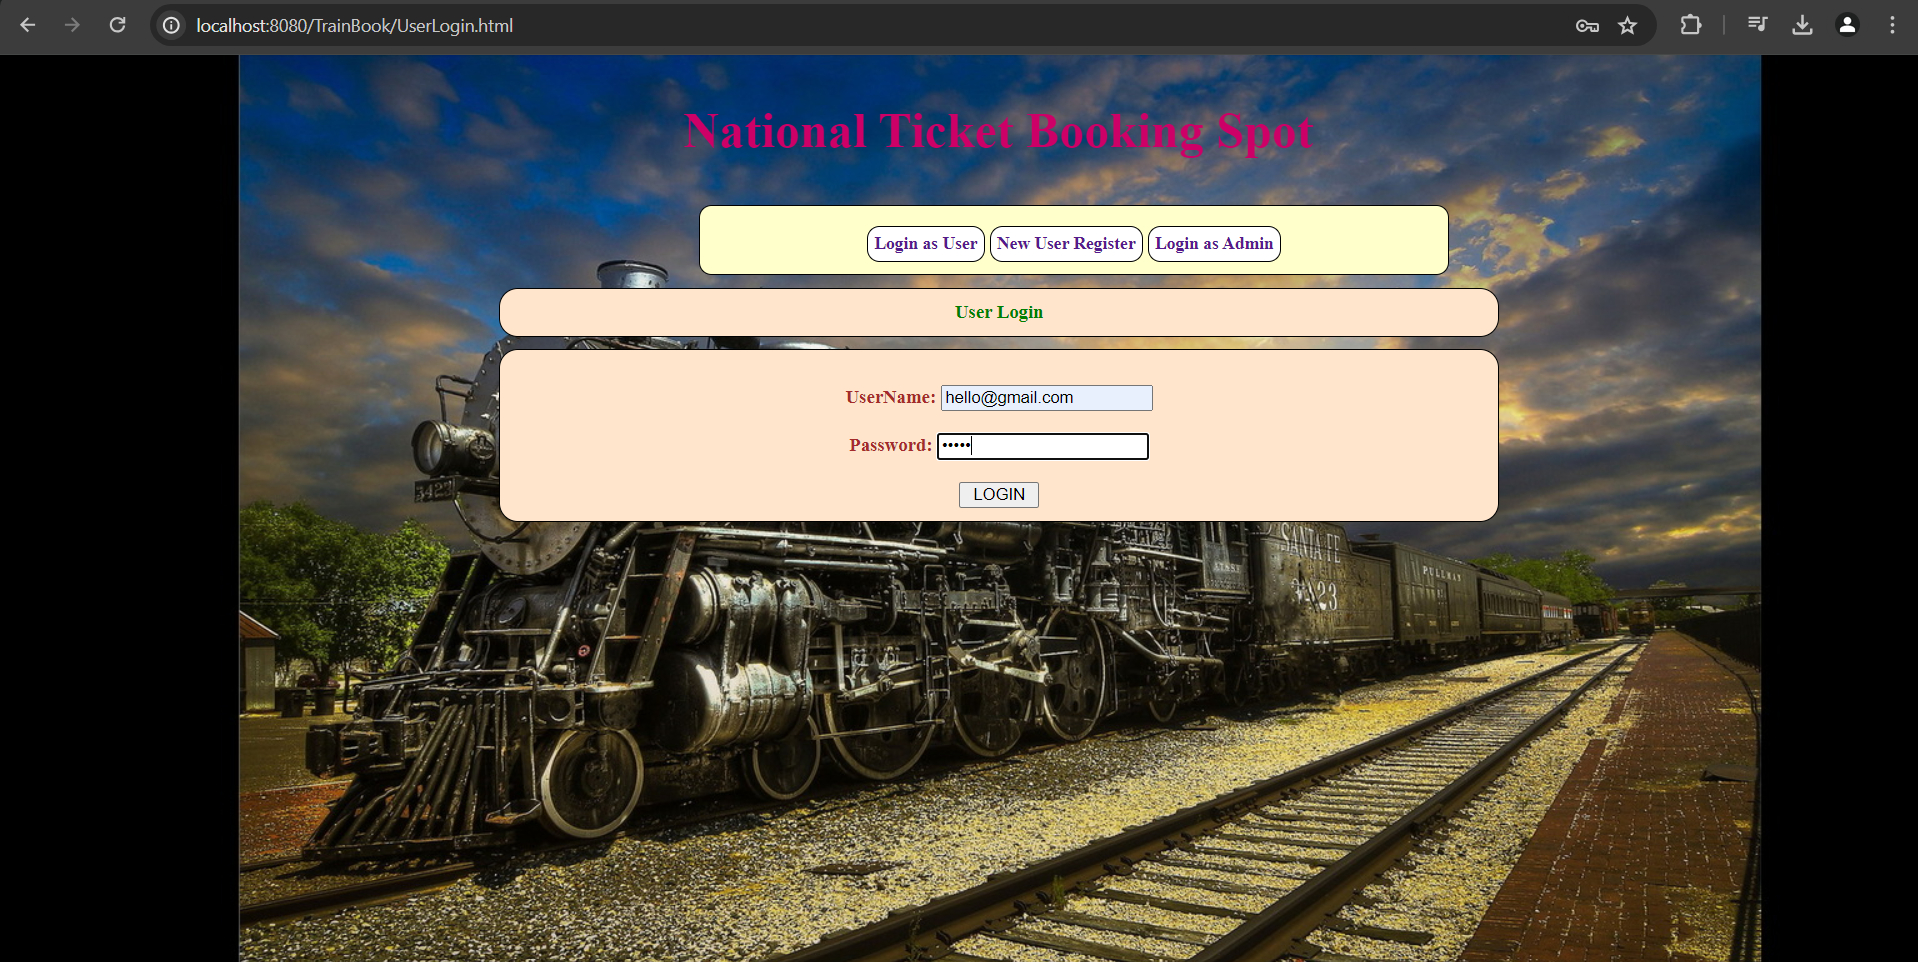 localhost:8080/TrainBook/UserLogin.html
National Ticket Booking Spot
Login as User New User Register Login as Admin
User Login
UserName: hello@gmail.com
Password: •••••
LOGIN
5423
SANTA FE
PULLMAN